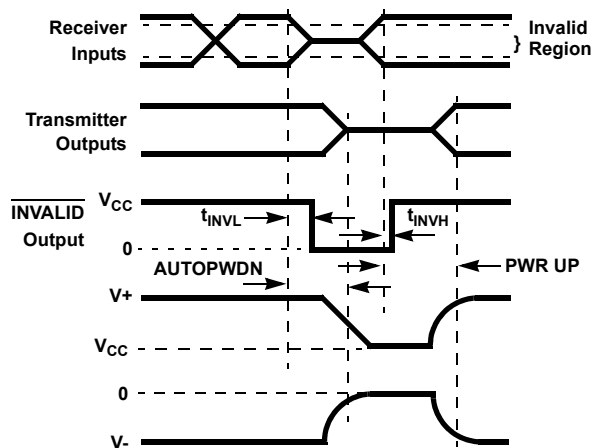 Receiver
Inputs
} Invalid
Region
Transmitter
Outputs
INVALID
Output
VCC
0
tINVL
tINVH
AUTOPWDN
PWR UP
V+
VCC
0
V-